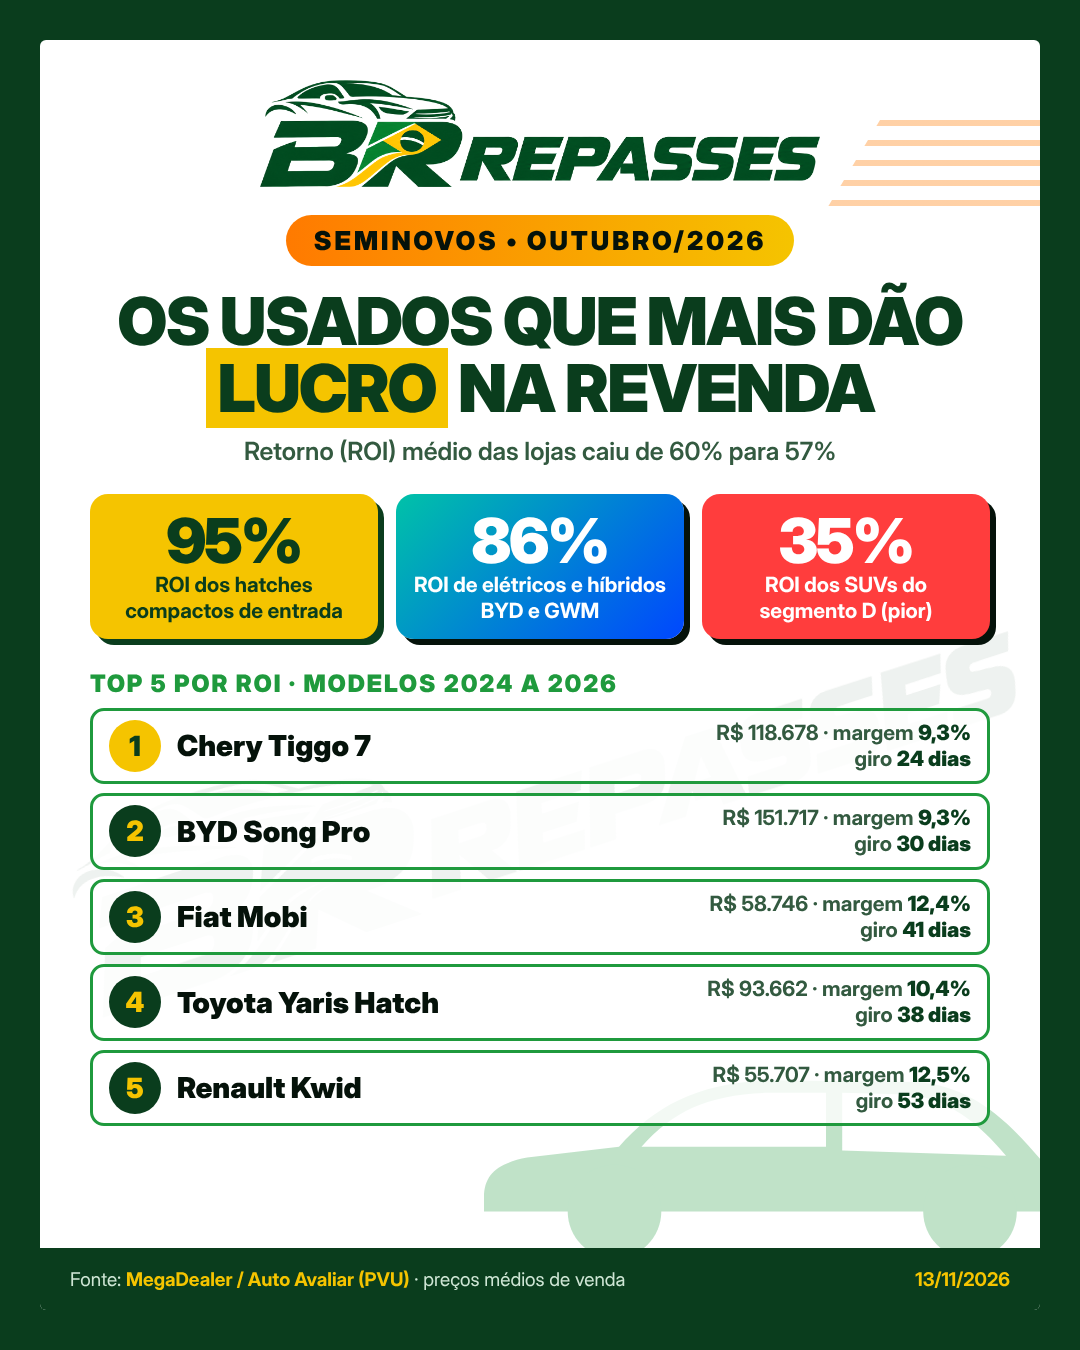 BR REPASSES
SEMINOVOS • OUTUBRO/2026
OS USADOS QUE MAIS DÃO
LUCRO NA REVENDA
Retorno (ROI) médio das lojas caiu de 60% para 57%
95%
ROI dos hatches
compactos de entrada
86%
ROI de elétricos e híbridos
BYD e GWM
35%
ROI dos SUVs do
segmento D (pior)
TOP 5 POR ROI · MODELOS 2024 A 2026
1 Chery Tiggo 7
R$ 118.678 · margem 9,3%
giro 24 dias
2 BYD Song Pro
R$ 151.717 · margem 9,3%
giro 30 dias
3 Fiat Mobi
R$ 58.746 · margem 12,4%
giro 41 dias
4 Toyota Yaris Hatch
R$ 93.662 · margem 10,4%
giro 38 dias
5 Renault Kwid
R$ 55.707 · margem 12,5%
giro 53 dias
BR REPASSES
Fonte: MegaDealer / Auto Avaliar (PVU) · preços médios de venda
13/11/2026